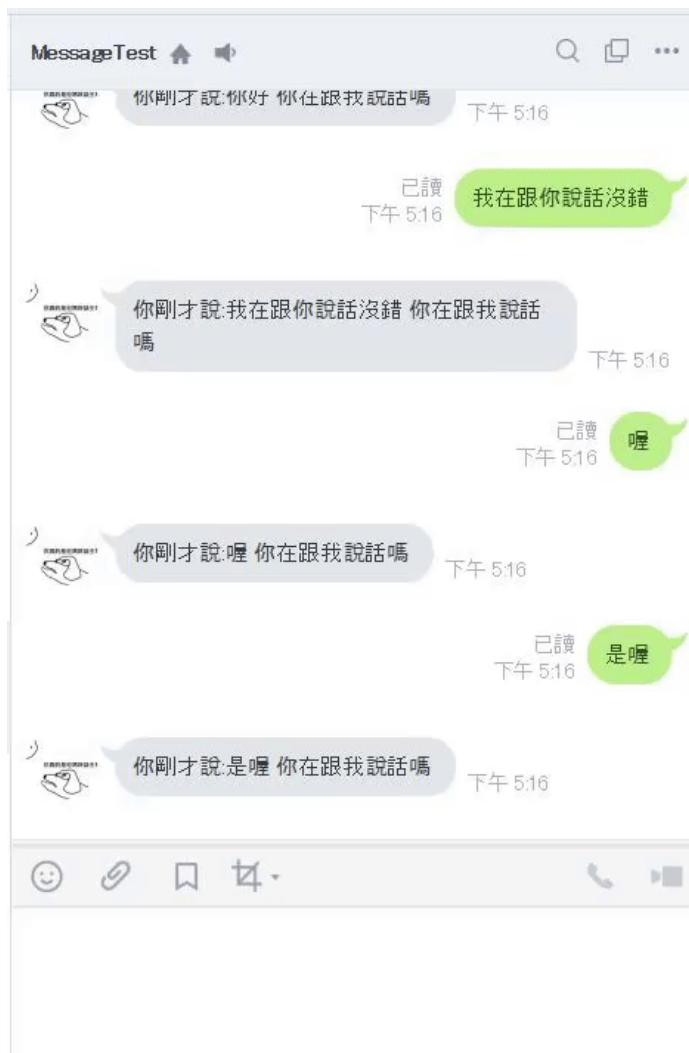 MessageTest
你剛才說:你好 你在跟我說話嗎
下午 5:16
已讀
下午 5:16
我在跟你說話沒錯
你剛才說:我在跟你說話沒錯 你在跟我說話
嗎
下午 5:16
已讀
下午 5:16
喔
你剛才說:喔 你在跟我說話嗎
下午 5:16
已讀
下午 5:16
是喔
你剛才說:是喔 你在跟我說話嗎
下午 5:16